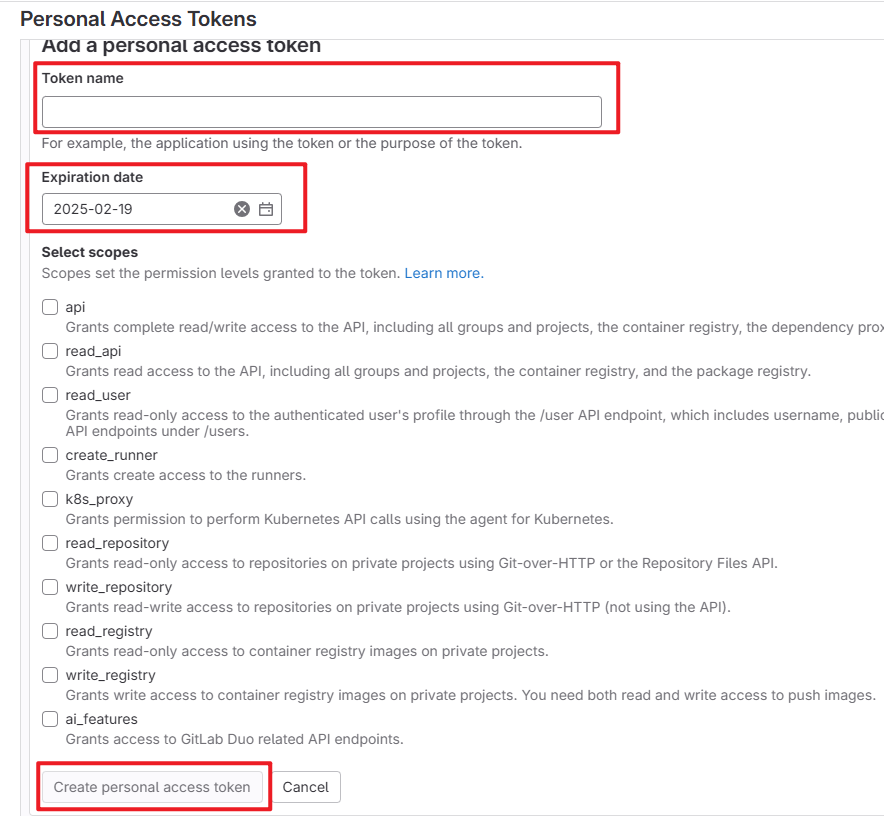 Personal Access Tokens
Add a personal access token
Token name
For example, the application using the token or the purpose of the token.
Expiration date
2025-02-19
Select scopes
Scopes set the permission levels granted to the token. Learn more.
api
Grants complete read/write access to the API, including all groups and projects, the container registry, the dependency
read_api
Grants read access to the API, including all groups and projects, the container registry, and the package registry.
read_user
Grants read-only access to the authenticated user's profile through the /user API endpoint, which includes username,
API endpoints under /users.
create_runner
Grants create access to the runners.
k8s_proxy
Grants permission to perform Kubernetes API calls using the agent for Kubernetes.
read_repository
Grants read-only access to repositories on private projects using Git-over-HTTP or the Repository Files API.
write_repository
Grants read-write access to repositories on private projects using Git-over-HTTP (not using the API).
read_registry
Grants read-only access to container registry images on private projects.
write_registry
Grants write access to container registry images on private projects. You need both read and write access to push images.
ai_features
Grants access to GitLab Duo related API endpoints.
Create personal access token
Cancel